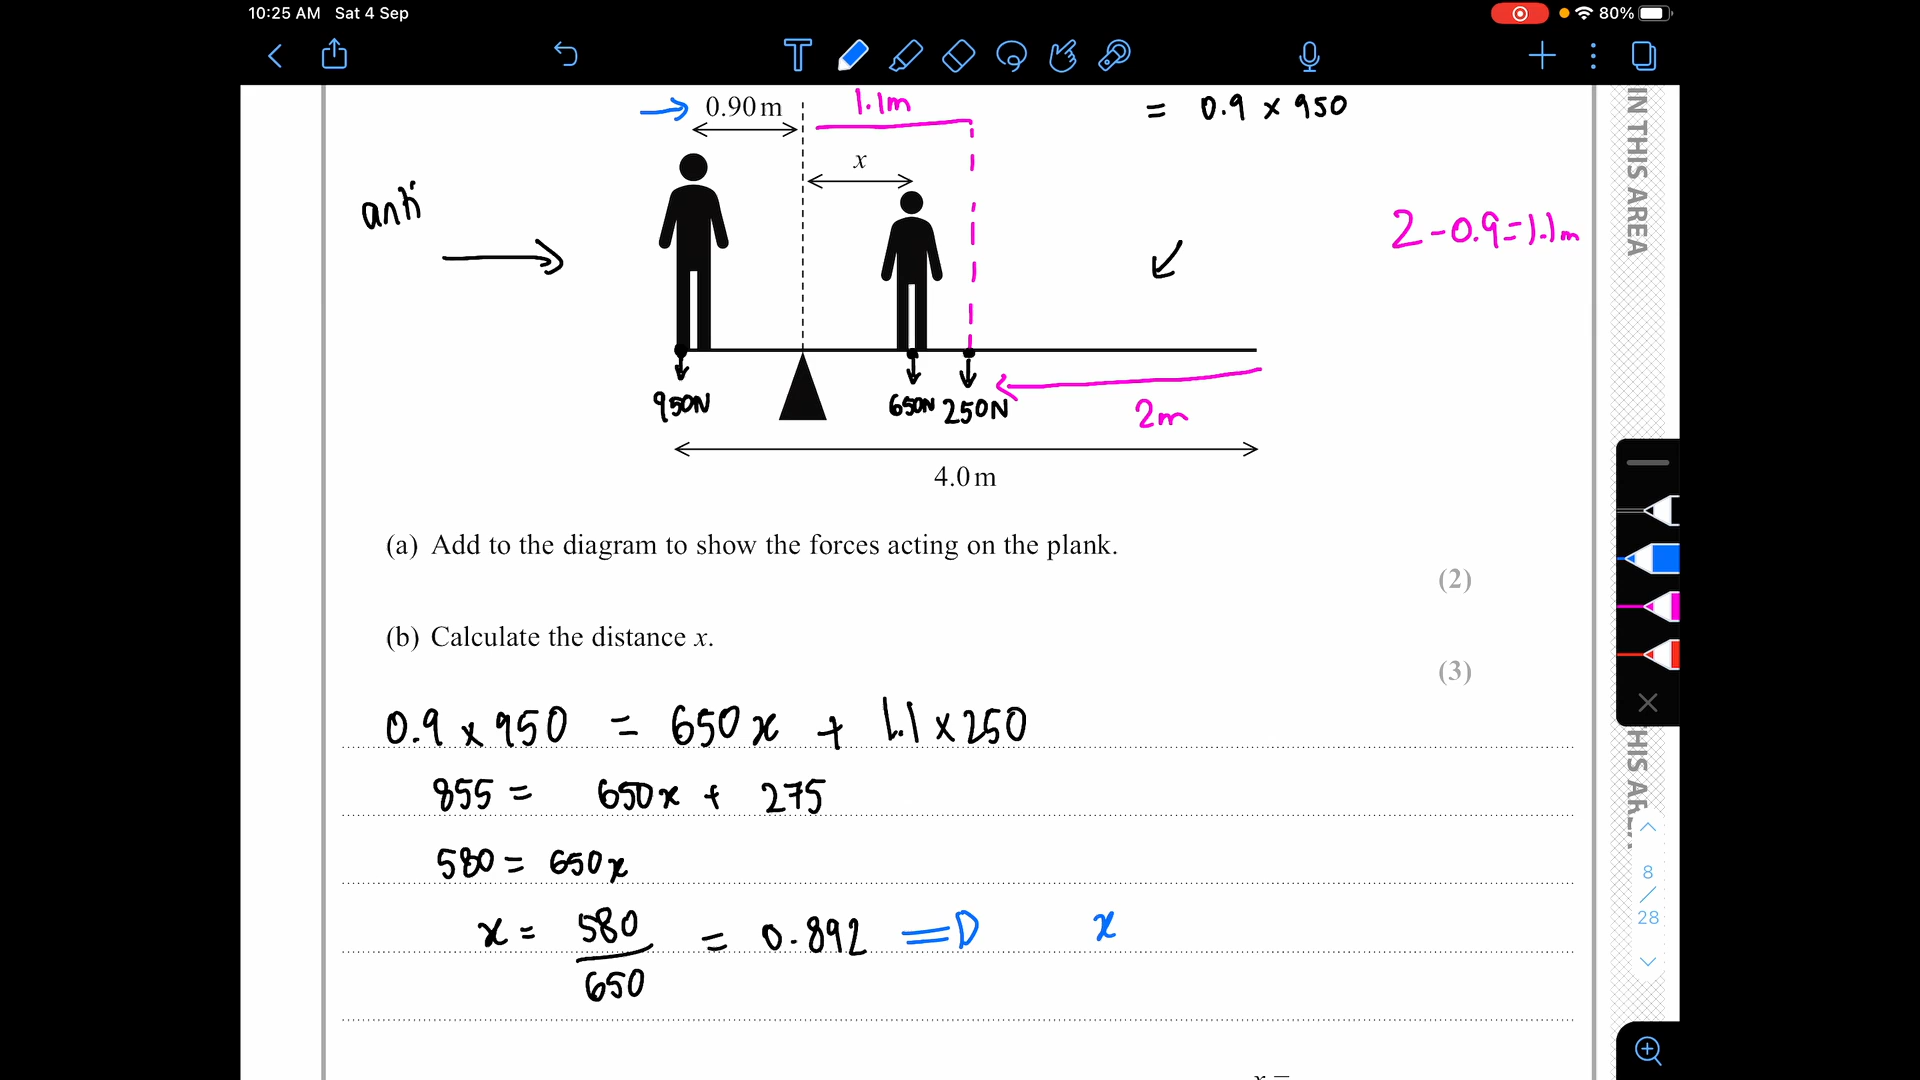 10:25 AM Sat 4 Sep
80%
0.90 m
1.1m
= 0.9 × 950
x
anti
2 - 0.9 = 1.1m
950N
650N
250N
2m
4.0 m
(a) Add to the diagram to show the forces acting on the plank.
(2)
(b) Calculate the distance x.
(3)
0.9 × 950 = 650x + 1.1 × 250
855 = 650x + 275
580 = 650x
x = 580/650 = 0.892 => x
IN THIS AREA
8
/
28